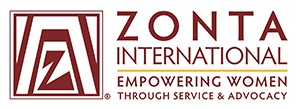 Z
®
ZONTA
INTERNATIONAL
EMPOWERING WOMEN
THROUGH SERVICE & ADVOCACY